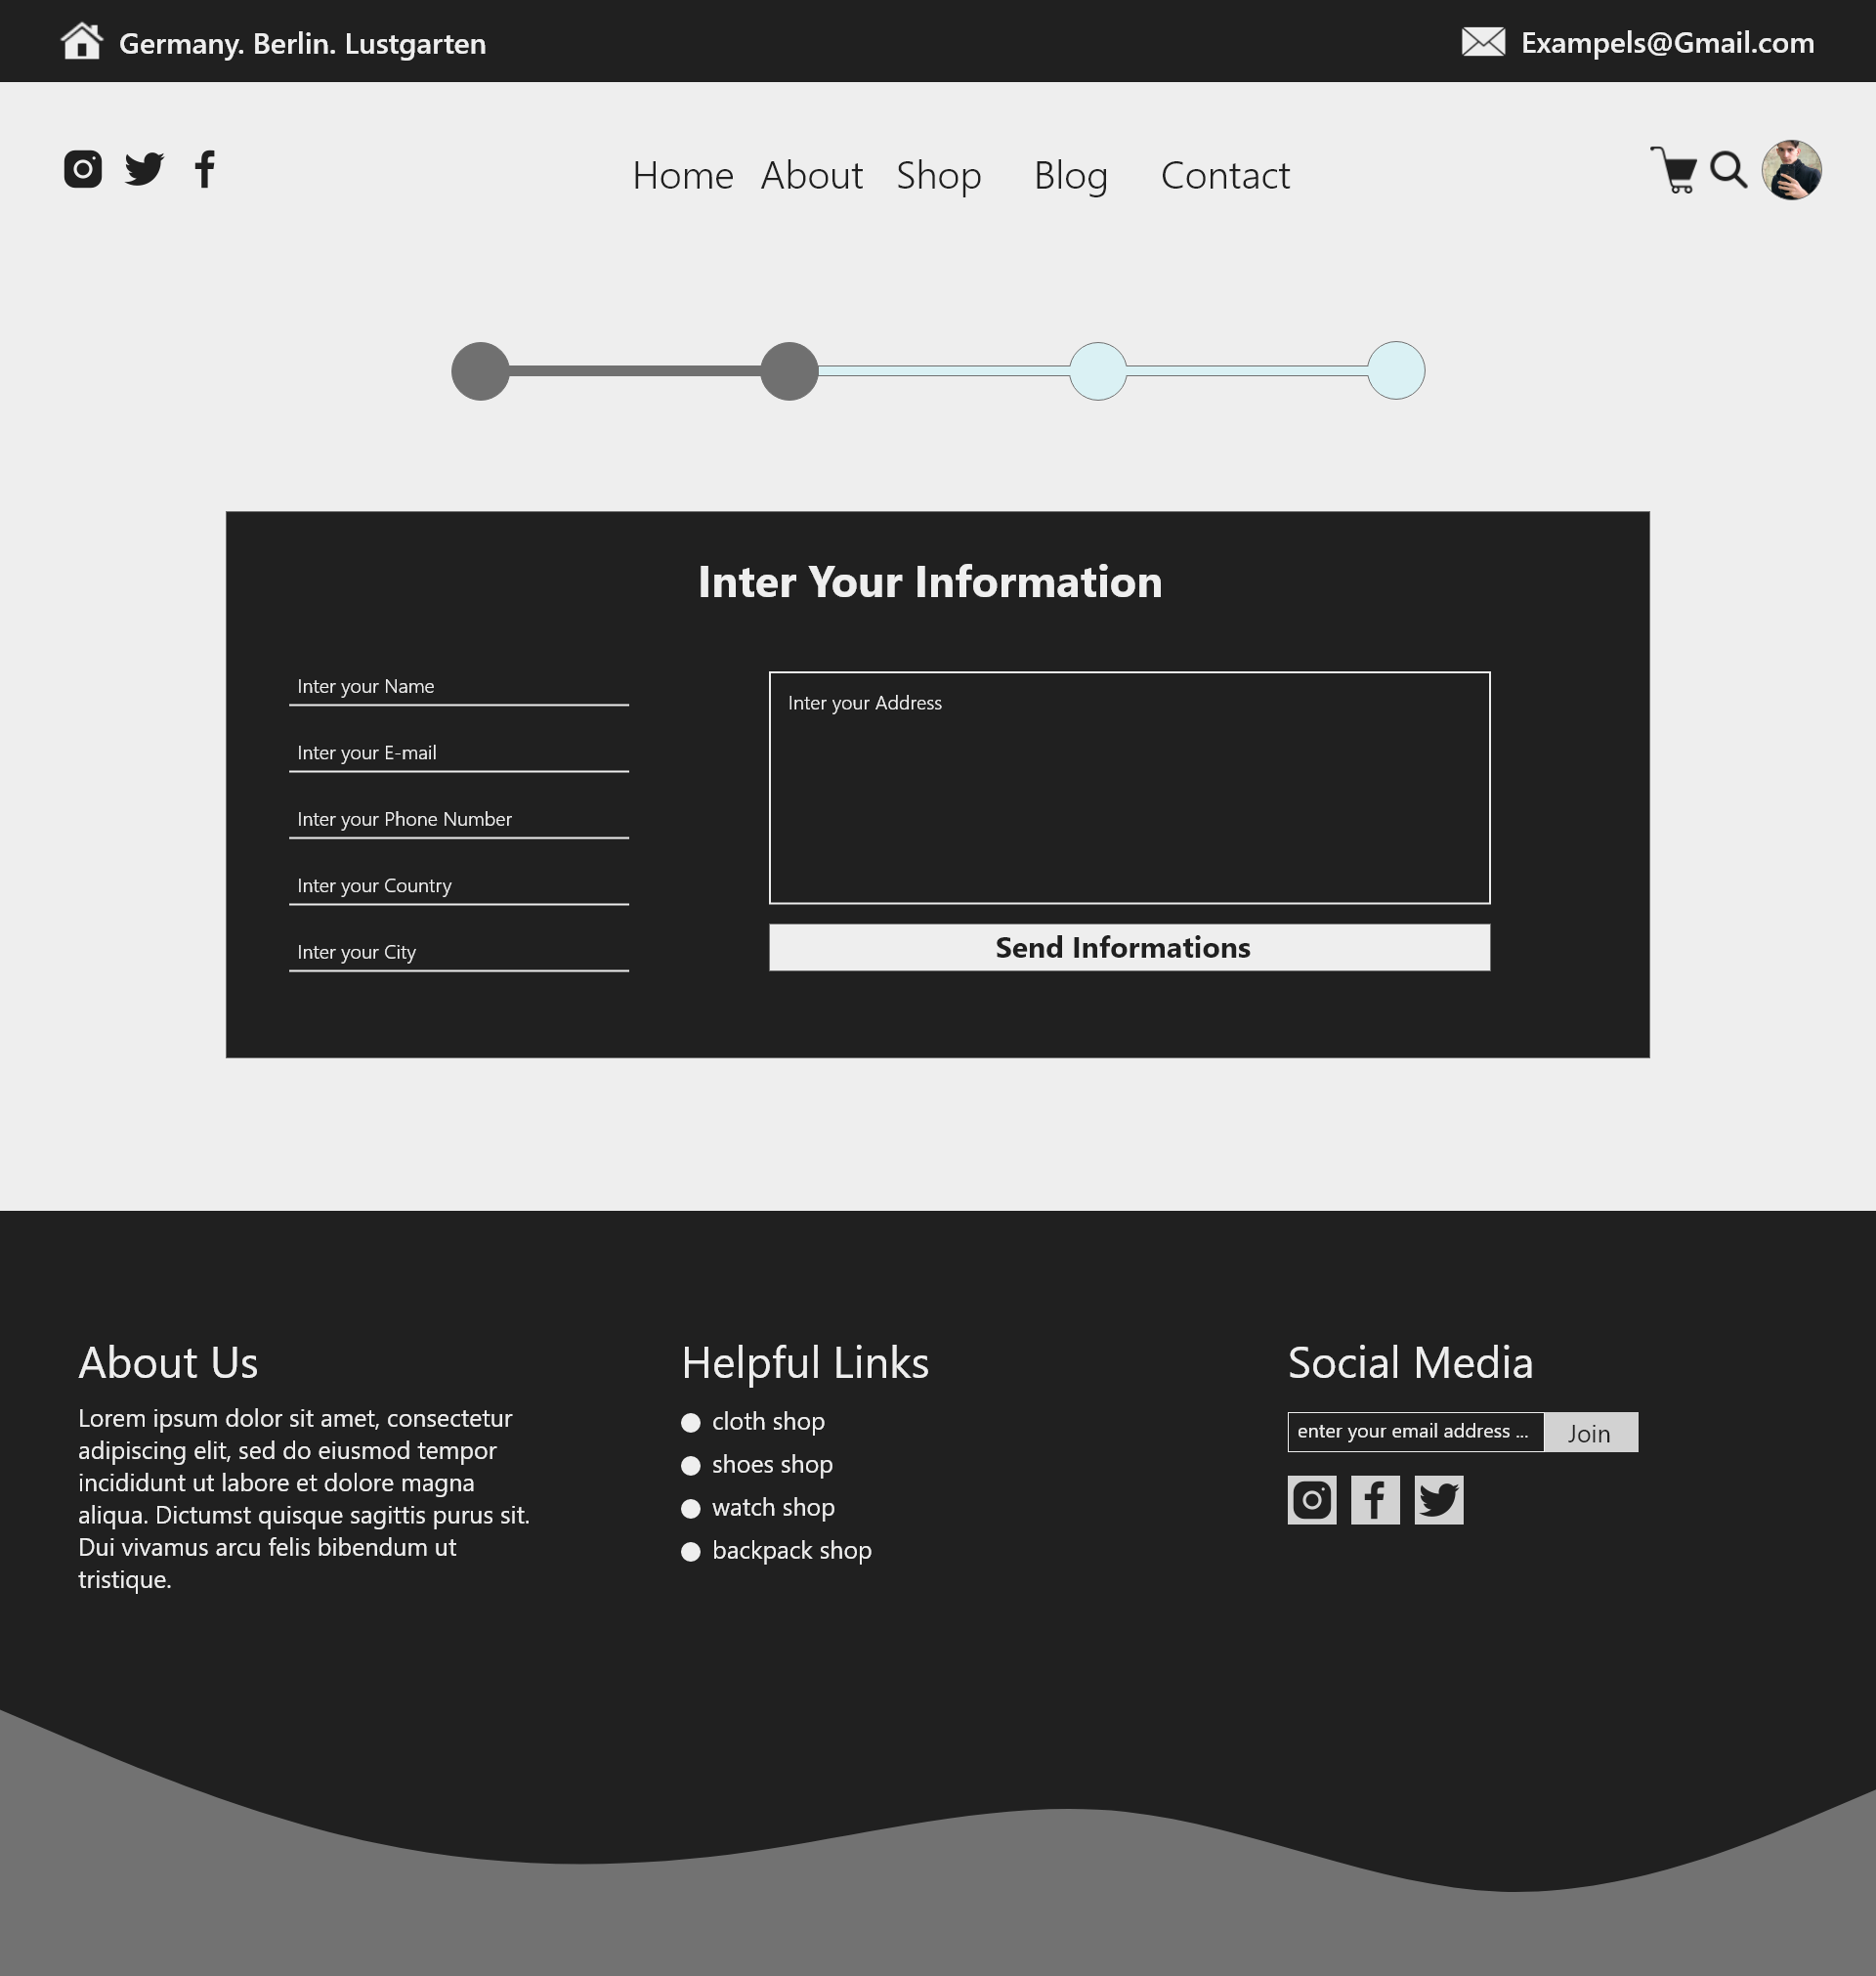 Germany. Berlin. Lustgarten
Exampels@Gmail.com
Home About Shop Blog Contact
Inter Your Information
Inter your Name
Inter your E-mail
Inter your Phone Number
Inter your Country
Inter your City
Inter your Address
Send Informations
About Us
Lorem ipsum dolor sit amet, consectetur
adipiscing elit, sed do eiusmod tempor
incididunt ut labore et dolore magna
aliqua. Dictumst quisque sagittis purus sit.
Dui vivamus arcu felis bibendum ut
tristique.
Helpful Links
cloth shop
shoes shop
watch shop
backpack shop
Social Media
enter your email address ...
Join